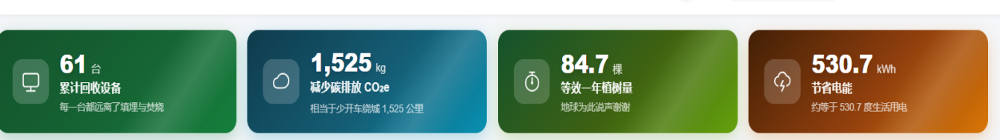 61 台
累计回收设备
每一台都远离了填埋与焚烧
1,525 kg
减少碳排放 CO₂e
相当于少开车绕城 1,525 公里
84.7 棵
等效一年植树量
地球为此说声谢谢
530.7 kWh
节省电能
约等于 530.7 度生活用电